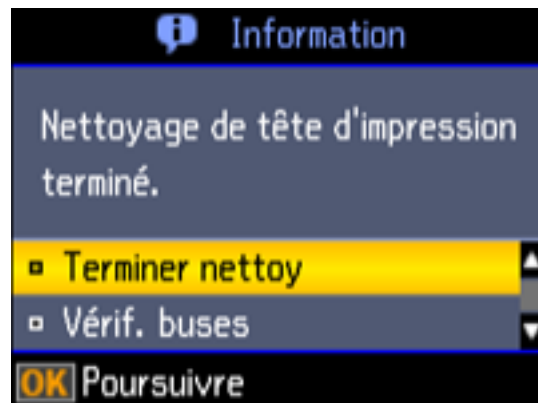 Information
Nettoyage de tête d'impression
terminé.
Terminer nettoy
Vérif. buses
OK Poursuivre